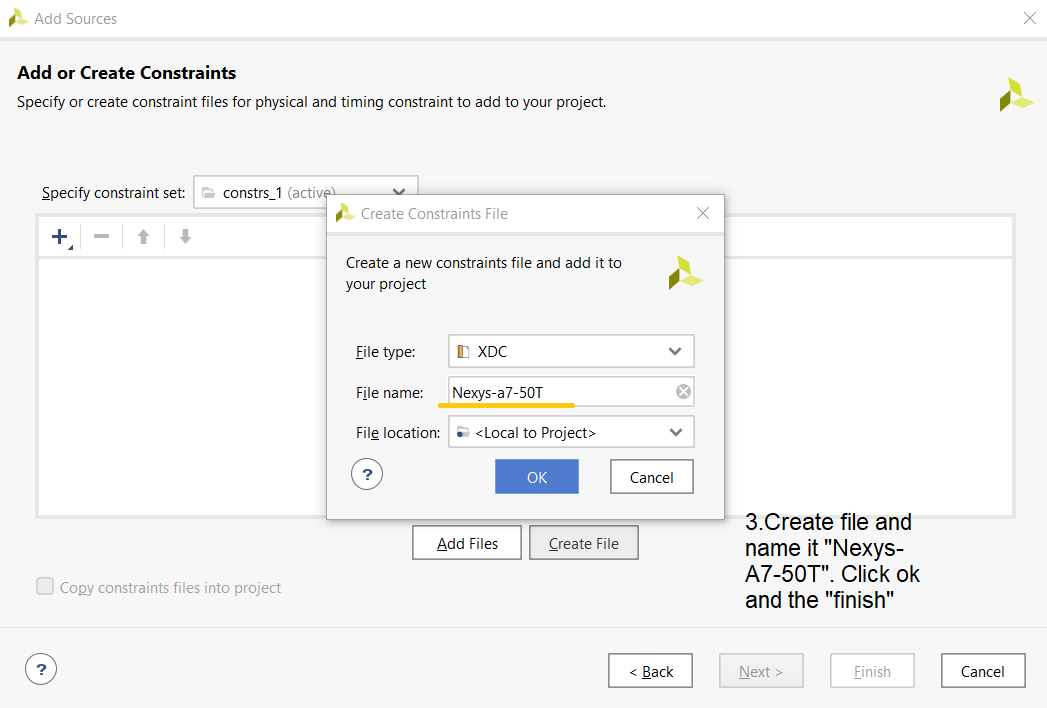 Add Sources
Add or Create Constraints
Specify or create constraint files for physical and timing constraint to add to your project.
Specify constraint set: constrs_1 (active)
Create Constraints File
Create a new constraints file and add it to
your project
File type: XDC
File name: Nexys-a7-50T
File location: <Local to Project>
? OK Cancel
Add Files Create File
3.Create file and
name it "Nexys-
A7-50T". Click ok
and the "finish"
Copy constraints files into project
? < Back Next > Finish Cancel